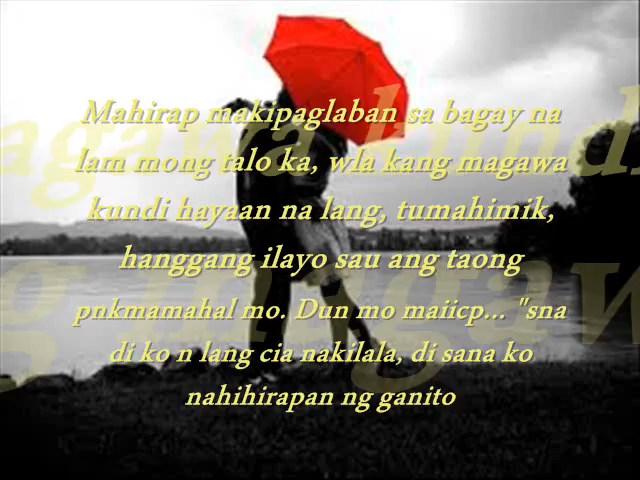 Mahirap makipaglaban sa bagay na
lam mong talo ka, wla kang magawa
kundi hayaan na lang, tumahimik,
hanggang ilayo sau ang taong
pnkmamahal mo. Dun mo maiicp... "sna
di ko n lang cia nakilala, di sana ko
nahihirapan ng ganito